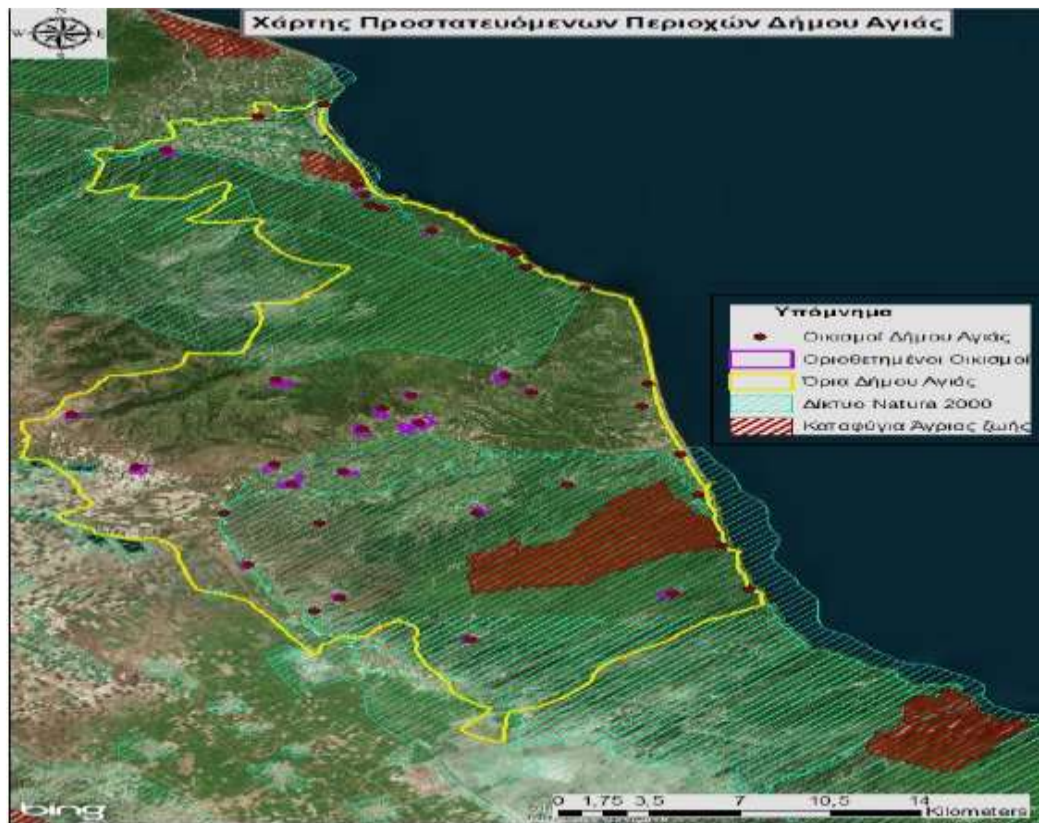 Χάρτης Προστατευόμενων Περιοχών Δήμου Αγιάς
W E
Υπόμνημα
Οικισμοί Δήμου Αγιάς
Οριοθετημένοι Οικισμοί
Όρια Δήμου Αγιάς
Δίκτυο Natura 2000
Καταφύγια Άγριας ζωής
bing
0 1,75 3,5 7 10,5 14
Kilometers